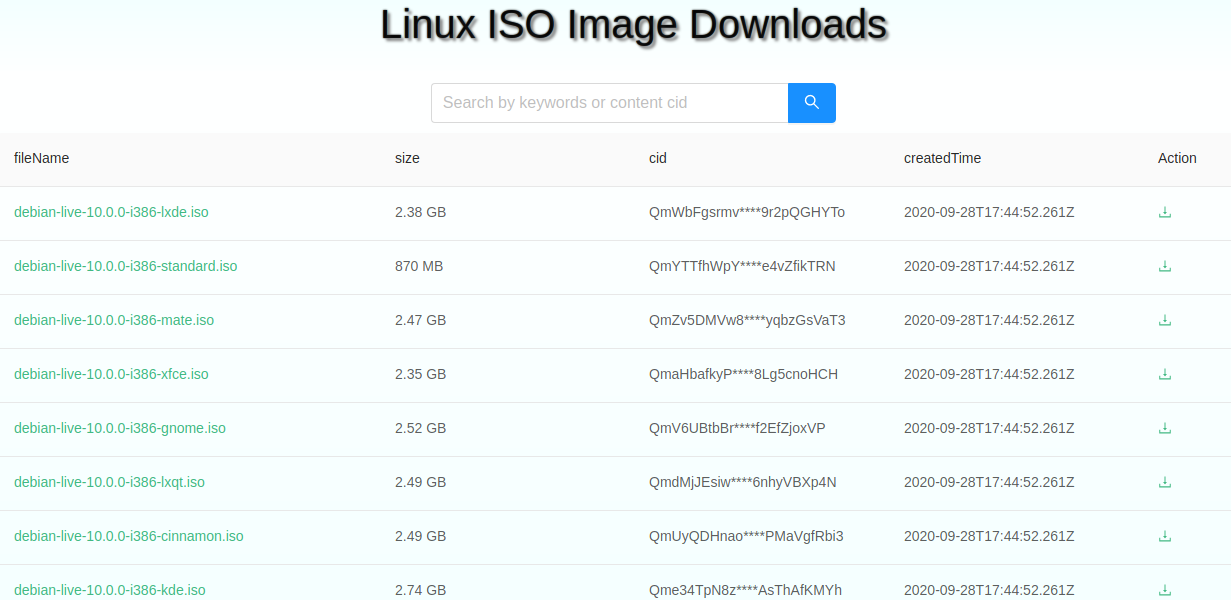 Linux ISO Image Downloads
Search by keywords or content cid
fileName size cid createdTime Action
debian-live-10.0.0-i386-lxde.iso 2.38 GB QmWbFgsrmv****9r2pQGHYTo 2020-09-28T17:44:52.261Z
debian-live-10.0.0-i386-standard.iso 870 MB QmYTTfhWpY****e4vZfikTRN 2020-09-28T17:44:52.261Z
debian-live-10.0.0-i386-mate.iso 2.47 GB QmZv5DMVw8****yqbzGsVaT3 2020-09-28T17:44:52.261Z
debian-live-10.0.0-i386-xfce.iso 2.35 GB QmaHbafkyP****8Lg5cnoHCH 2020-09-28T17:44:52.261Z
debian-live-10.0.0-i386-gnome.iso 2.52 GB QmV6UBtbBr****f2EfZjoxVP 2020-09-28T17:44:52.261Z
debian-live-10.0.0-i386-lxqt.iso 2.49 GB QmdMjJEsiw****6nhyVBXp4N 2020-09-28T17:44:52.261Z
debian-live-10.0.0-i386-cinnamon.iso 2.49 GB QmUyQDHnao****PMaVgfRbi3 2020-09-28T17:44:52.261Z
debian-live-10.0.0-i386-kde.iso 2.74 GB Qme34TpN8z****AsThAfKMYh 2020-09-28T17:44:52.261Z